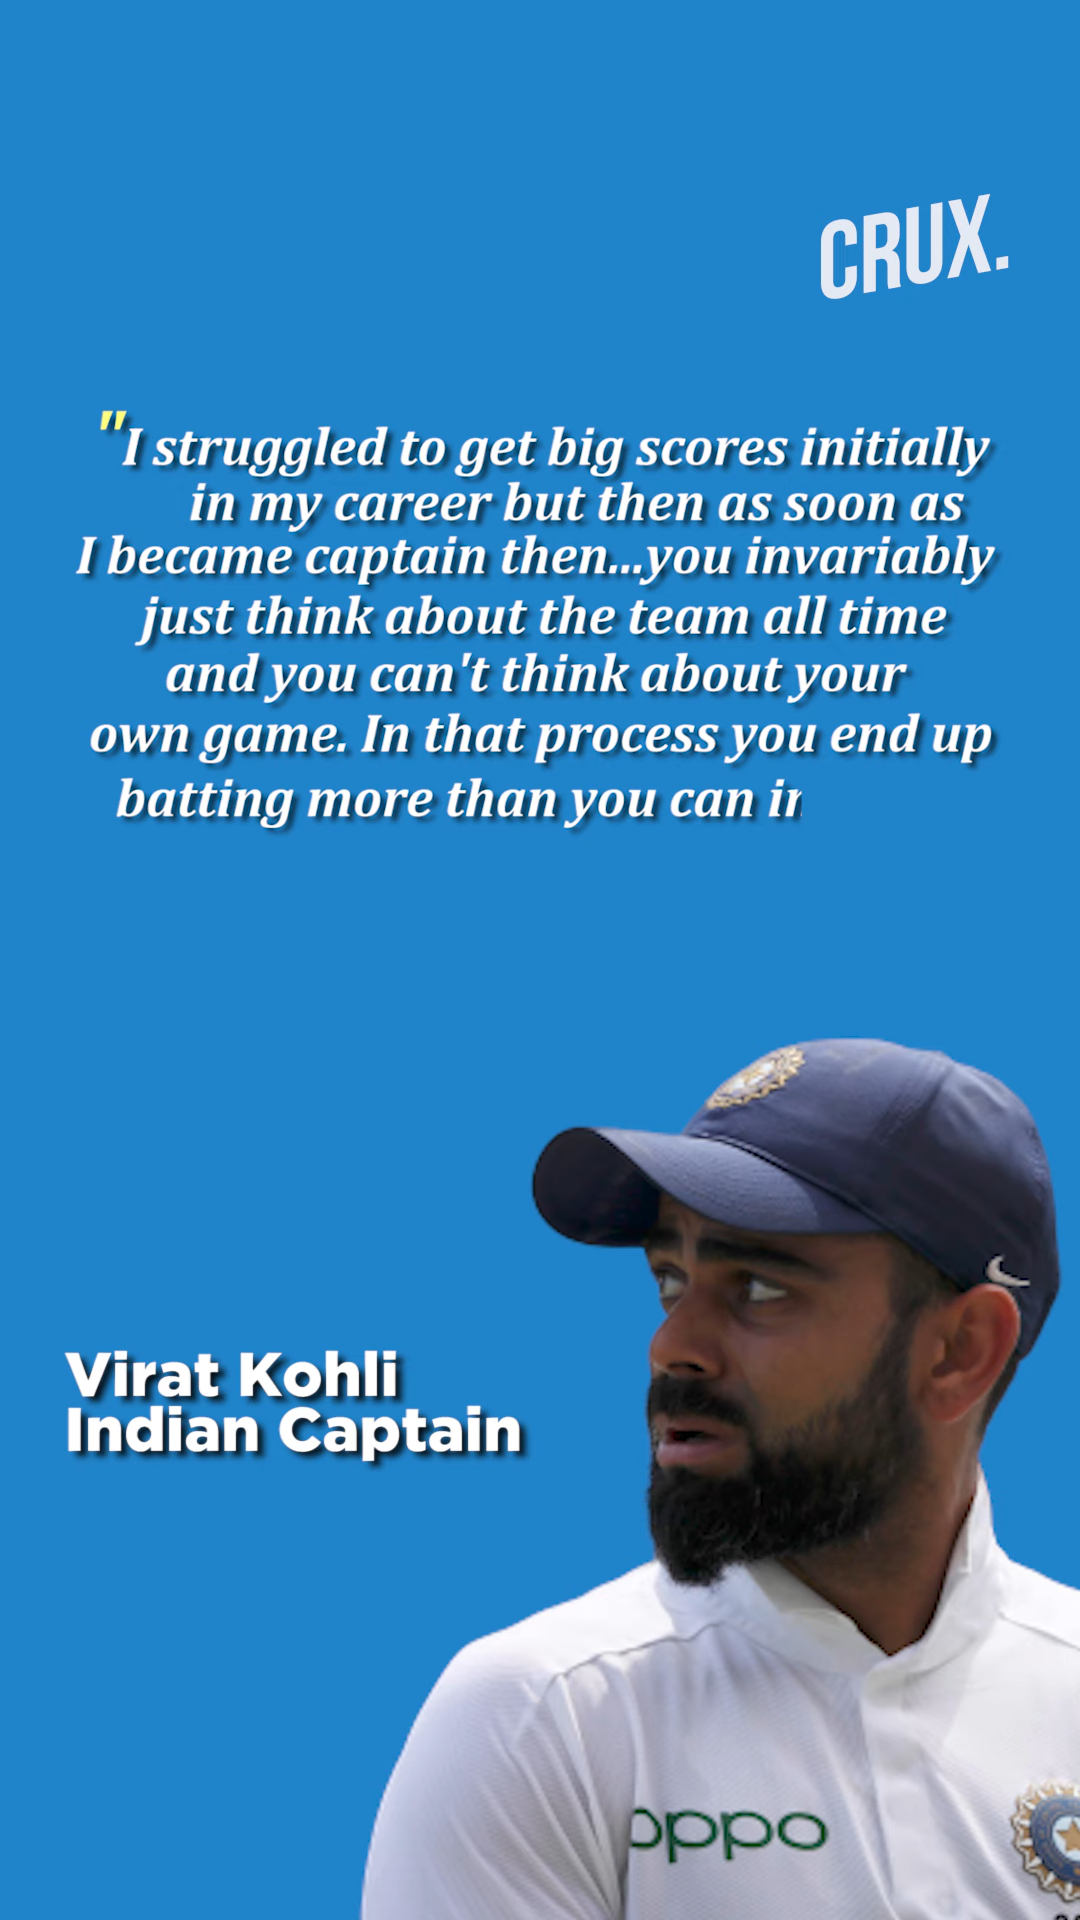 CRUX.
"I struggled to get big scores initially
in my career but then as soon as
I became captain then...you invariably
just think about the team all time
and you can't think about your
own game. In that process you end up
batting more than you can
Virat Kohli
Indian Captain
oppo